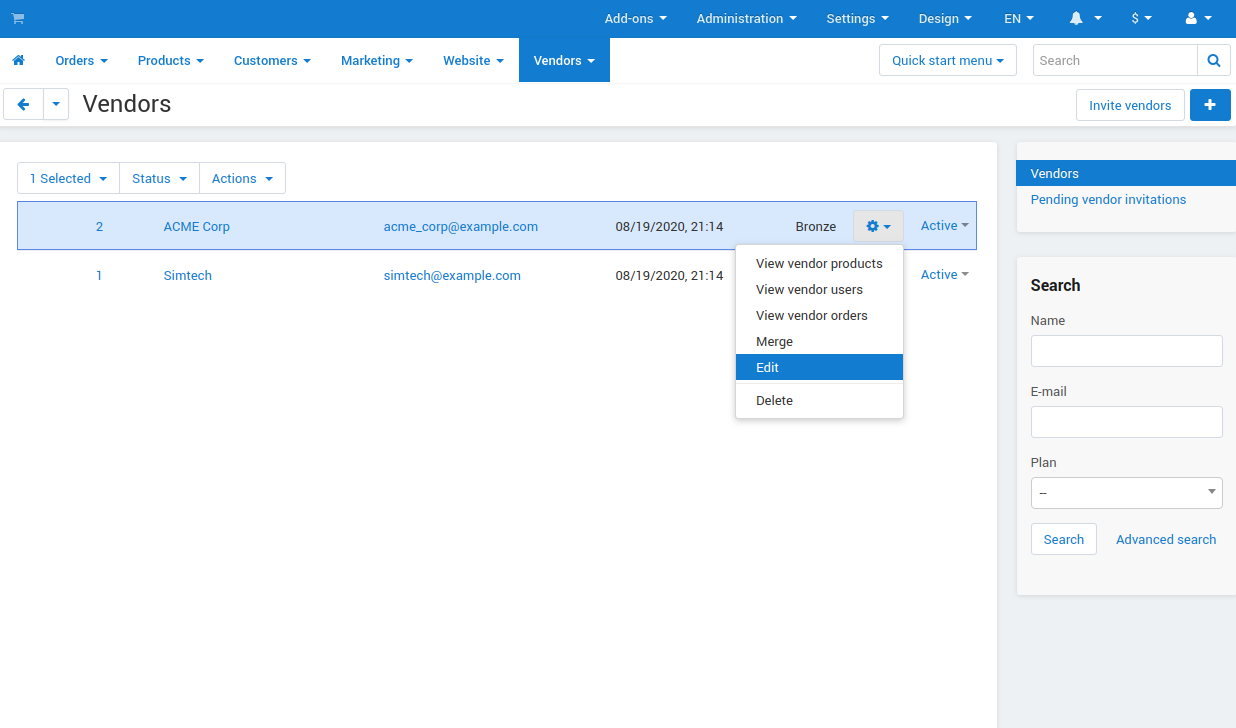 Add-ons Administration Settings Design EN $
Orders Products Customers Marketing Website Vendors Quick start menu Search
Vendors Invite vendors +
1 Selected Status Actions
2 ACME Corp acme_corp@example.com 08/19/2020, 21:14 Bronze Active
1 Simtech simtech@example.com 08/19/2020, 21:14 Active
View vendor products
View vendor users
View vendor orders
Merge
Edit
Delete
Vendors
Pending vendor invitations
Search
Name
E-mail
Plan
--
Search Advanced search